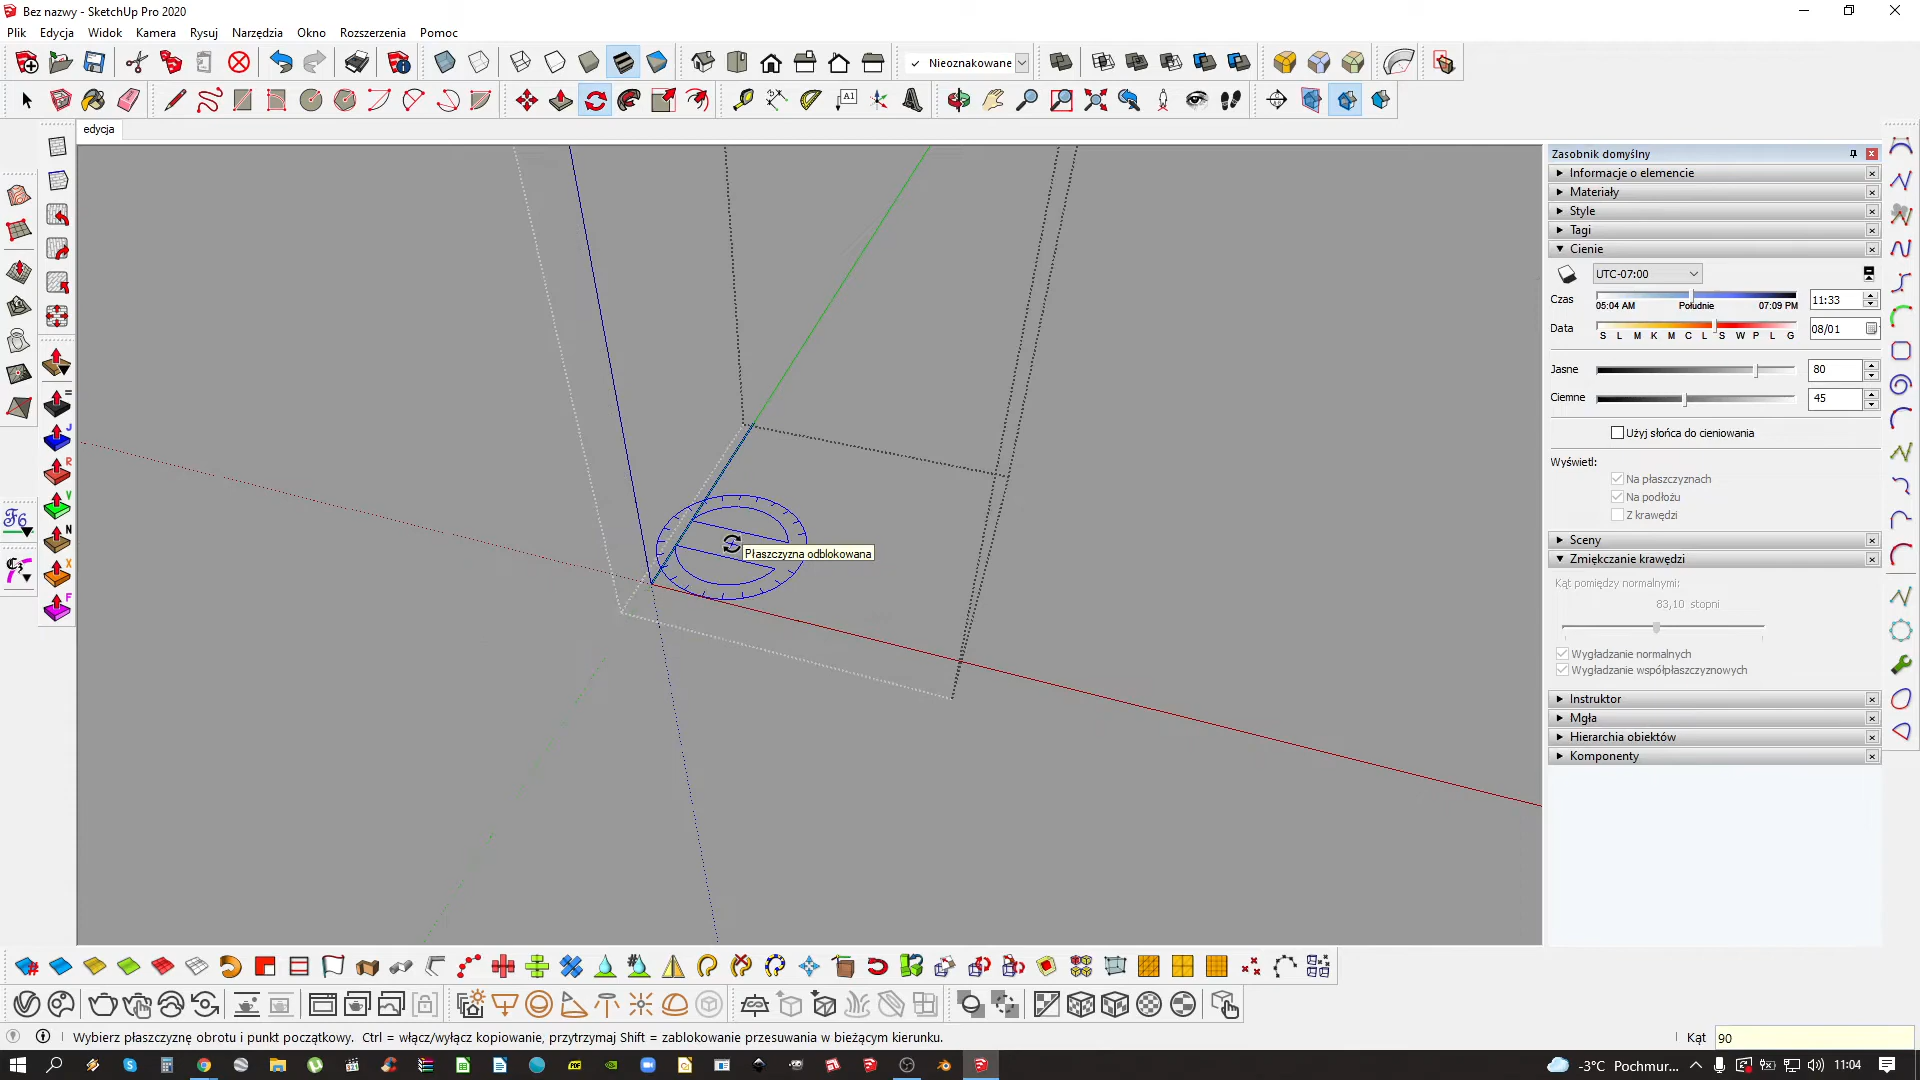 Bez nazwy - SketchUp Pro 2020
Plik Edycja Widok Kamera Rysuj Narzędzia Okno Rozszerzenia Pomoc
Nieoznakowane
A1
edycja
Zasobnik domyślny
Informacje o elemencie
Materiały
Style
Tagi
Cienie
UTC-07:00
Czas 11:33
05:04 AM Południe 07:09 PM
Data 08/01
S L M K M C L S W P L G
Jasne 80
Ciemne 45
Użyj słońca do cieniowania
Wyświetl:
Na płaszczyznach
Na podłożu
Z krawędzi
Sceny
Zmiękczanie krawędzi
Kąt pomiędzy normalnymi:
83,10 stopni
Wygładzanie normalnych
Wygładzanie współpłaszczyznowych
Instruktor
Mgła
Hierarchia obiektów
Komponenty
Płaszczyzna odblokowana
J
R
V
N
X
F
F6
Wybierz płaszczyznę obrotu i punkt początkowy. Ctrl = włącz/wyłącz kopiowanie, przytrzymaj Shift = zablokowanie przesuwania w bieżącym kierunku.
Kąt 90
-3°C Pochmur... 11:04